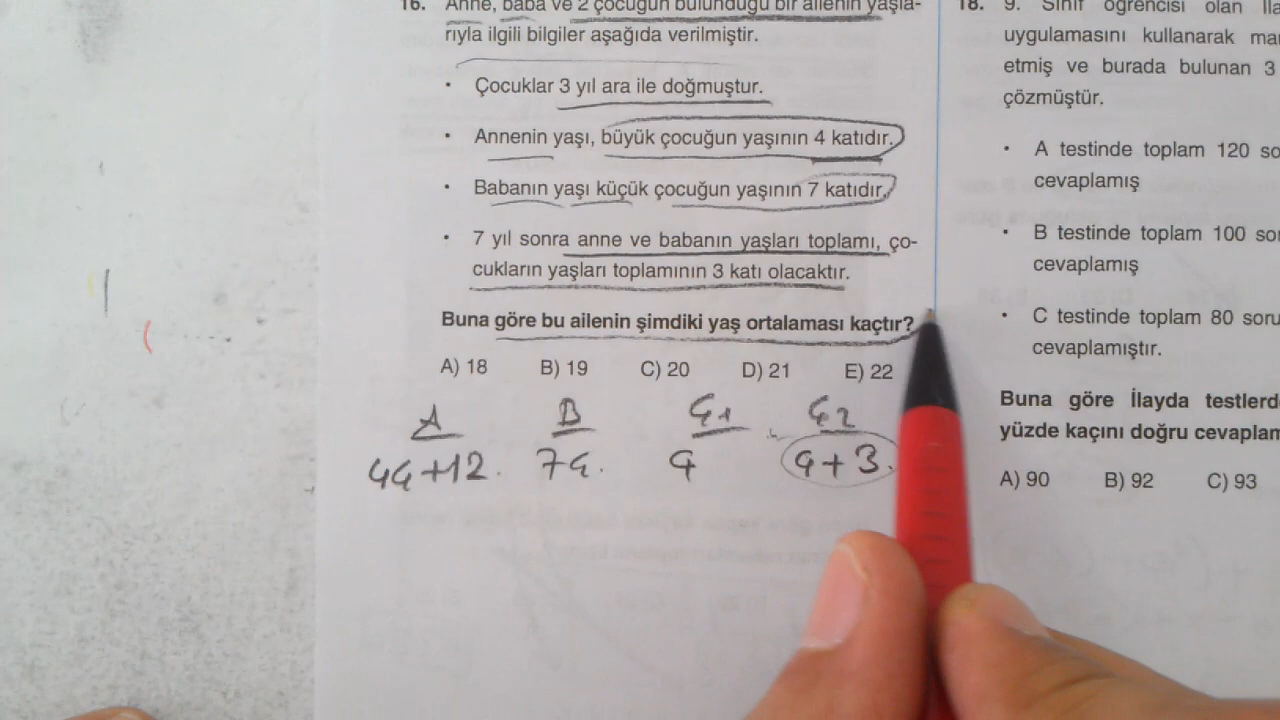 16. Anne, baba ve 2 çocuğun bulunduğu bir ailenin yaşla-
rıyla ilgili bilgiler aşağıda verilmiştir.
• Çocuklar 3 yıl ara ile doğmuştur.
• Annenin yaşı, büyük çocuğun yaşının 4 katıdır.
• Babanın yaşı küçük çocuğun yaşının 7 katıdır.
• 7 yıl sonra anne ve babanın yaşları toplamı, ço-
cukların yaşları toplamının 3 katı olacaktır.
Buna göre bu ailenin şimdiki yaş ortalaması kaçtır?
A) 18 B) 19 C) 20 D) 21 E) 22
A B Ç1 Ç2
4Ç+12. 7Ç. Ç Ç+3.
18. 9. Sınıf öğrencisi olan
uygulamasını kullanarak
etmiş ve burada bulunan 3
çözmüştür.
• A testinde toplam 120
cevaplamış
• B testinde toplam 100
cevaplamış
• C testinde toplam 80 soru
cevaplamıştır.
Buna göre İlayda
yüzde kaçını doğru
A) 90 B) 92 C) 93